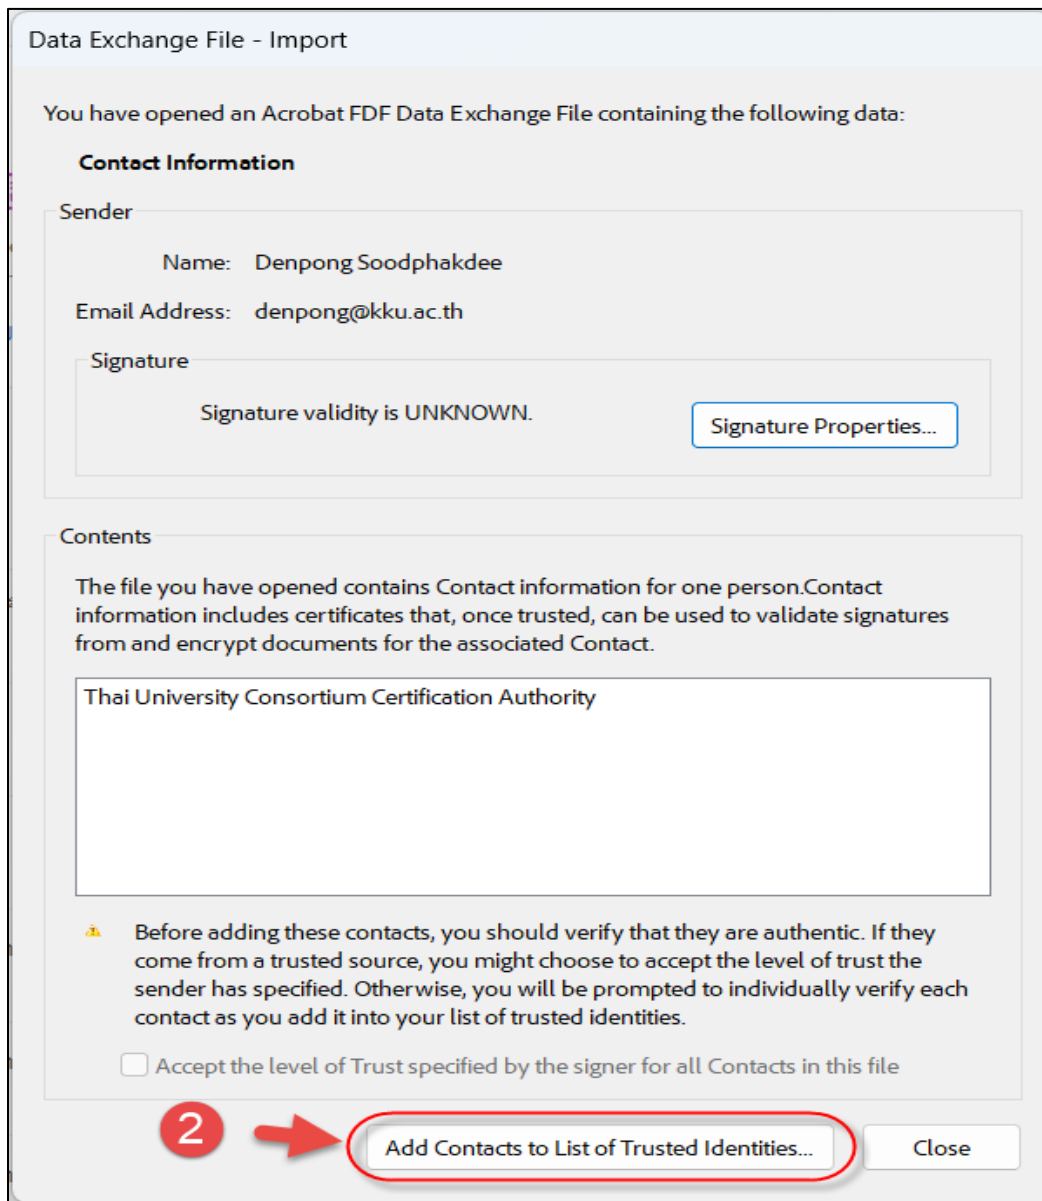 Data Exchange File - Import
You have opened an Acrobat FDF Data Exchange File containing the following data:
Contact Information
Sender
Name: Denpong Soodphakdee
Email Address: denpong@kku.ac.th
Signature
Signature validity is UNKNOWN.
Signature Properties...
Contents
The file you have opened contains Contact information for one person.Contact
information includes certificates that, once trusted, can be used to validate signatures
from and encrypt documents for the associated Contact.
Thai University Consortium Certification Authority
Before adding these contacts, you should verify that they are authentic. If they
come from a trusted source, you might choose to accept the level of trust the
sender has specified. Otherwise, you will be prompted to individually verify each
contact as you add it into your list of trusted identities.
Accept the level of Trust specified by the signer for all Contacts in this file
2
Add Contacts to List of Trusted Identities...
Close